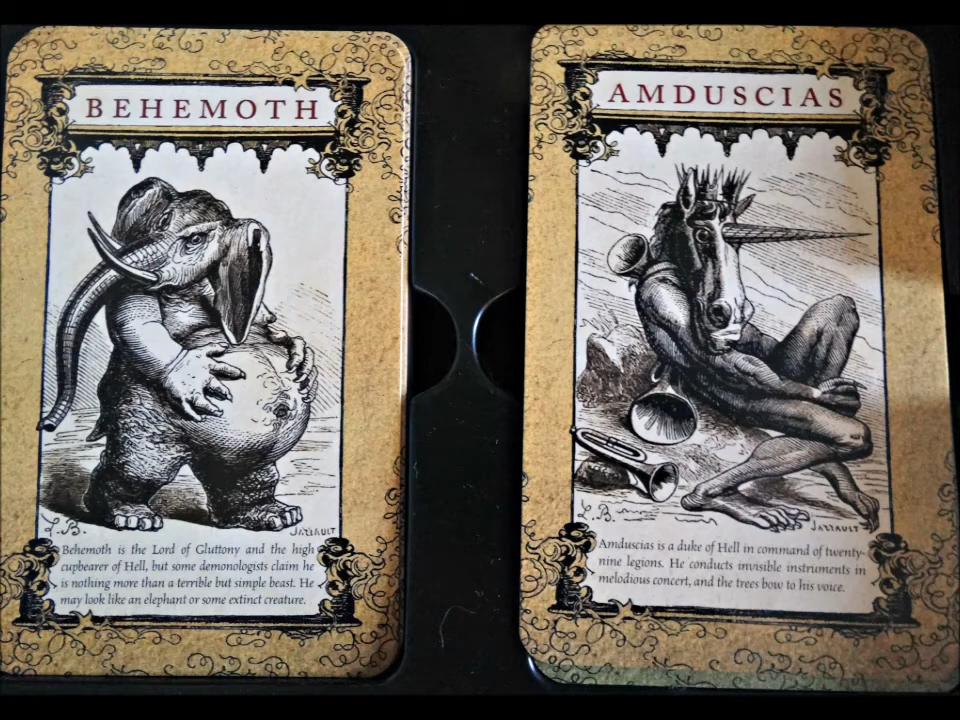 BEHEMOTH
L.B.
JARRAULT
Behemoth is the Lord of Gluttony and the high
cupbearer of Hell, but some demonologists claim he
is nothing more than a terrible but simple beast. He
may look like an elephant or some extinct creature.
AMDUSCIAS
L.B.
JARRAULT
Amduscias is a duke of Hell in command of twenty-
nine legions. He conducts invisible instruments in
melodious concert, and the trees bow to his voice.